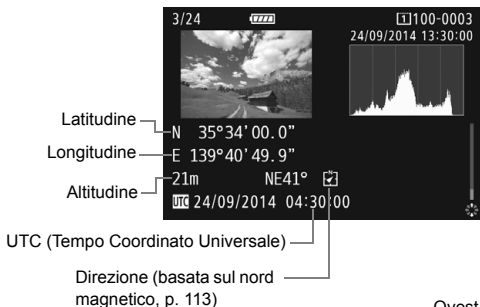 3/24 1 100-0003
24/09/2014 13:30:00
Latitudine N 35°34'00.0"
Longitudine E 139°40'49.9"
Altitudine 21m NE41°
UTC 24/09/2014 04:30:00
UTC (Tempo Coordinato Universale)
Direzione (basata sul nord
magnetico, p. 113)
Ovest